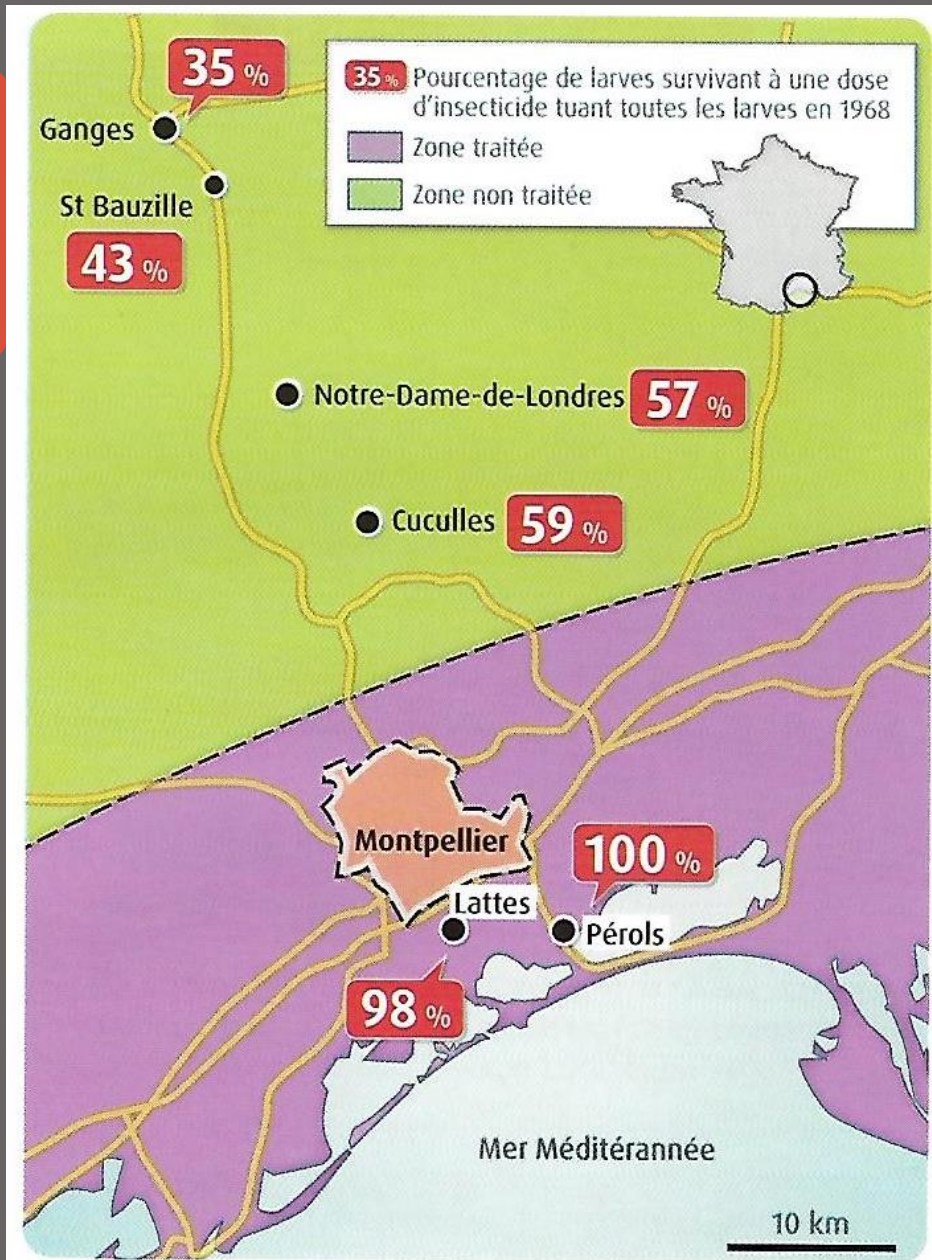 35 %
35 % Pourcentage de larves survivant à une dose
d'insecticide tuant toutes les larves en 1968
Zone traitée
Zone non traitée
Ganges
St Bauzille
43 %
Notre-Dame-de-Londres 57 %
Cuculles 59 %
Montpellier
100 %
Lattes
Pérols
98 %
Mer Méditérannée
10 km